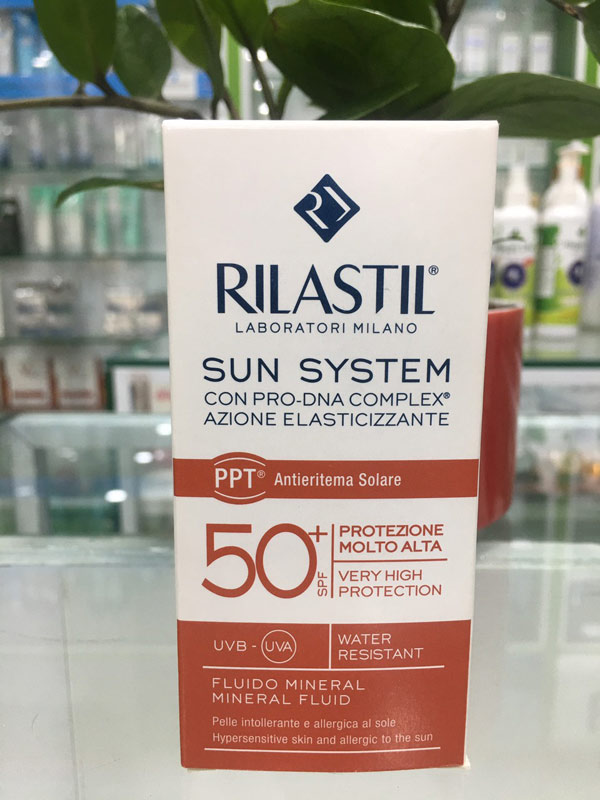 RILASTIL®
LABORATORI MILANO
SUN SYSTEM
CON PRO-DNA COMPLEX®
AZIONE ELASTICIZZANTE
PPT® Antieritema Solare
50+
SPF
PROTEZIONE
MOLTO ALTA
VERY HIGH
PROTECTION
UVB - UVA
WATER
RESISTANT
FLUIDO MINERAL
MINERAL FLUID
Pelle intollerante e allergica al sole
Hypersensitive skin and allergic to the sun